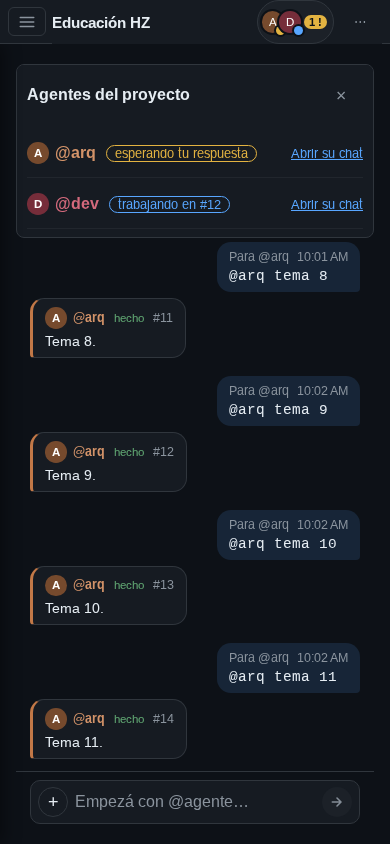 Educación HZ
A D 1 ! ...
Agentes del proyecto ×
A @arq esperando tu respuesta Abrir su chat
D @dev trabajando en #12 Abrir su chat
Para @arq 10:01 AM
@arq tema 8
A @arq hecho #11
Tema 8.
Para @arq 10:02 AM
@arq tema 9
A @arq hecho #12
Tema 9.
Para @arq 10:02 AM
@arq tema 10
A @arq hecho #13
Tema 10.
Para @arq 10:02 AM
@arq tema 11
A @arq hecho #14
Tema 11.
+ Empezá con @agente…